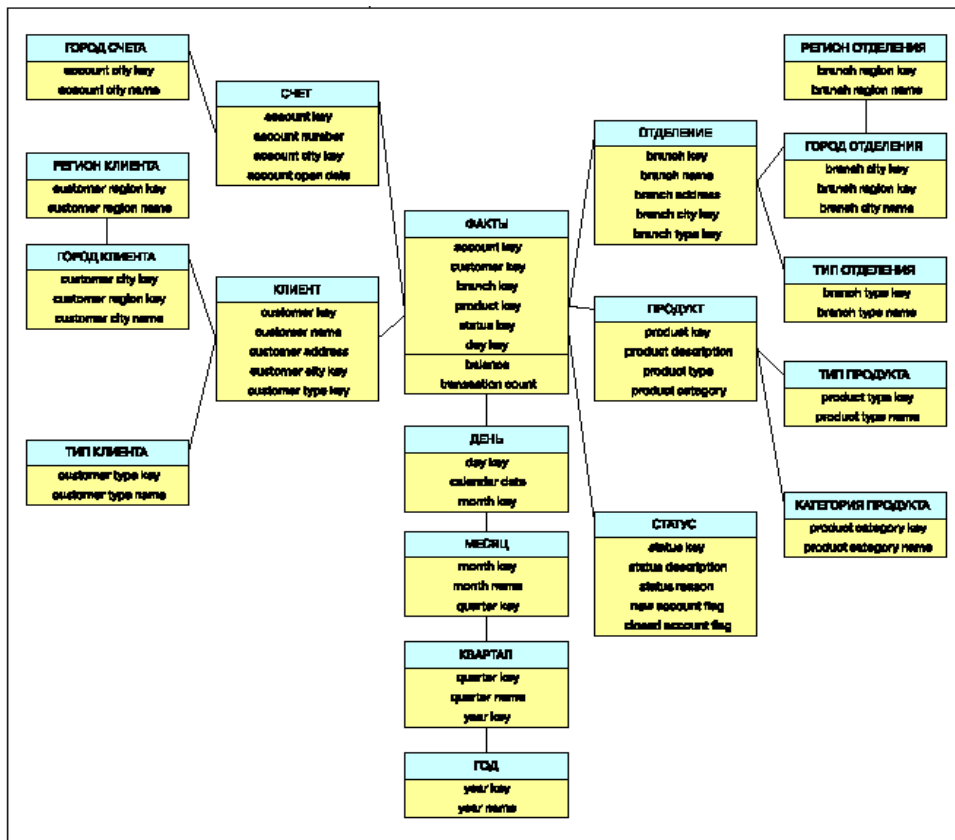 ГОРОД СЧЕТА
account city key
account city name
СЧЕТ
account key
account number
account city key
account open date
РЕГИОН КЛИЕНТА
customer region key
customer region name
ГОРОД КЛИЕНТА
customer city key
customer region key
customer city name
КЛИЕНТ
customer key
customer name
customer address
customer city key
customer type key
ТИП КЛИЕНТА
customer type key
customer type name
ФАКТЫ
account key
customer key
branch key
product key
status key
day key
balance
transaction count
ДЕНЬ
day key
calendar date
month key
МЕСЯЦ
month key
month name
quarter key
КВАРТАЛ
quarter key
quarter name
year key
ГОД
year key
year name
ОТДЕЛЕНИЕ
branch key
branch name
branch address
branch city key
branch type key
РЕГИОН ОТДЕЛЕНИЯ
branch region key
branch region name
ГОРОД ОТДЕЛЕНИЯ
branch city key
branch region key
branch city name
ТИП ОТДЕЛЕНИЯ
branch type key
branch type name
ПРОДУКТ
product key
product description
product type
product category
ТИП ПРОДУКТА
product type key
product type name
КАТЕГОРИЯ ПРОДУКТА
product category key
product category name
СТАТУС
status key
status description
status reason
new account flag
closed account flag